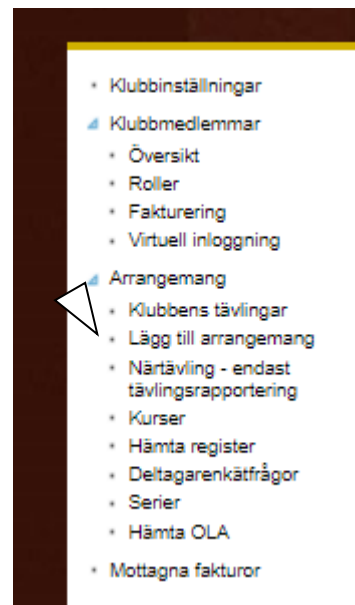 Klubbinställningar
Klubbmedlemmar
Översikt
Roller
Fakturering
Virtuell inloggning
Arrangemang
Klubbens tävlingar
Lägg till arrangemang
Närtävling - endast
tävlingsrapportering
Kurser
Hämta register
Deltagarenkätfrågor
Serier
Hämta OLA
Mottagna fakturor